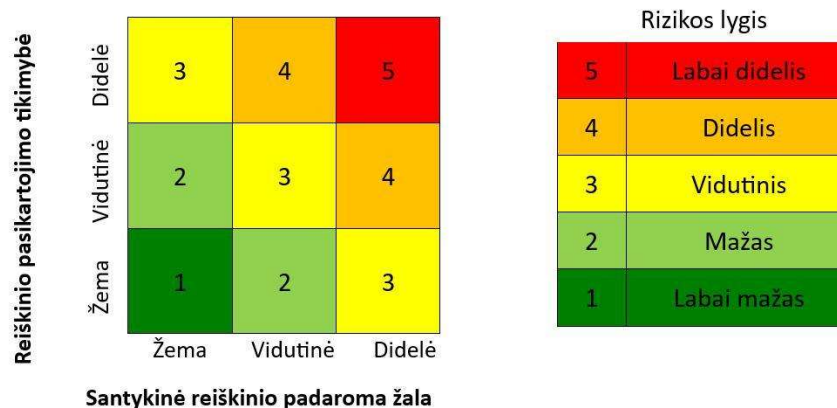 Reiškinio pasikartojimo tikimybė
Didelė
Vidutinė
Žema
3 4 5
2 3 4
1 2 3
Žema Vidutinė Didelė
Santykinė reiškinio padaroma žala
Rizikos lygis
5 Labai didelis
4 Didelis
3 Vidutinis
2 Mažas
1 Labai mažas